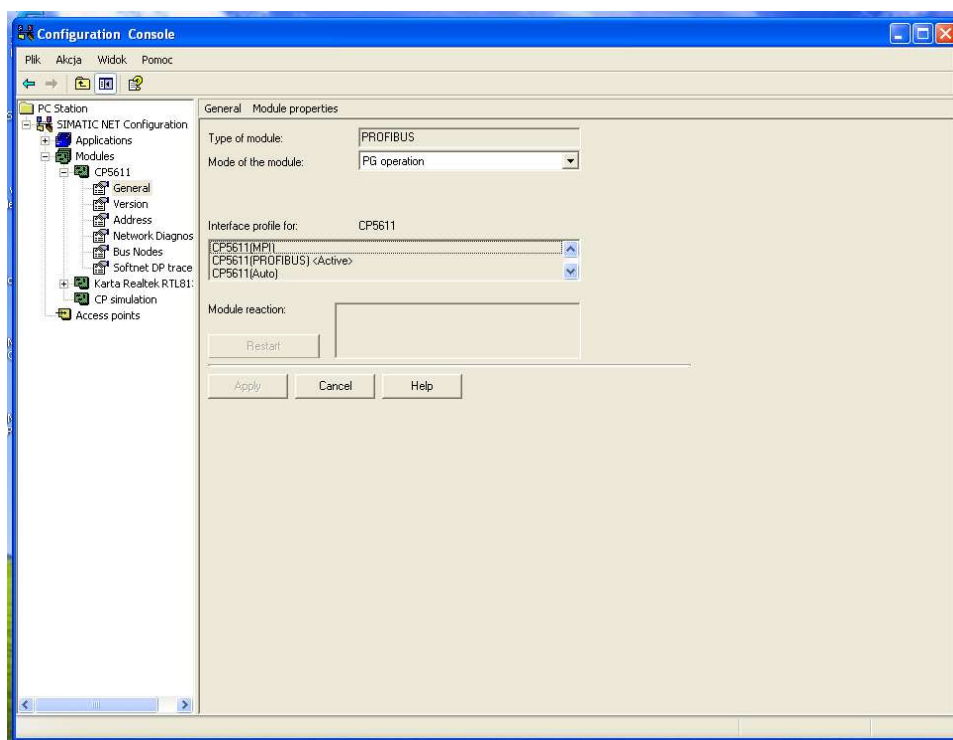 Configuration Console
Plik Akcja Widok Pomoc
PC Station
SIMATIC NET Configuration
Applications
Modules
CP5611
General
Version
Address
Network Diagnos
Bus Nodes
Softnet DP trace
Karta Realtek RTL81
CP simulation
Access points
General Module properties
Type of module: PROFIBUS
Mode of the module: PG operation
Interface profile for: CP5611
CP5611(MPI)
CP5611(PROFIBUS) <Active>
CP5611(Auto)
Module reaction:
Restart
Apply Cancel Help